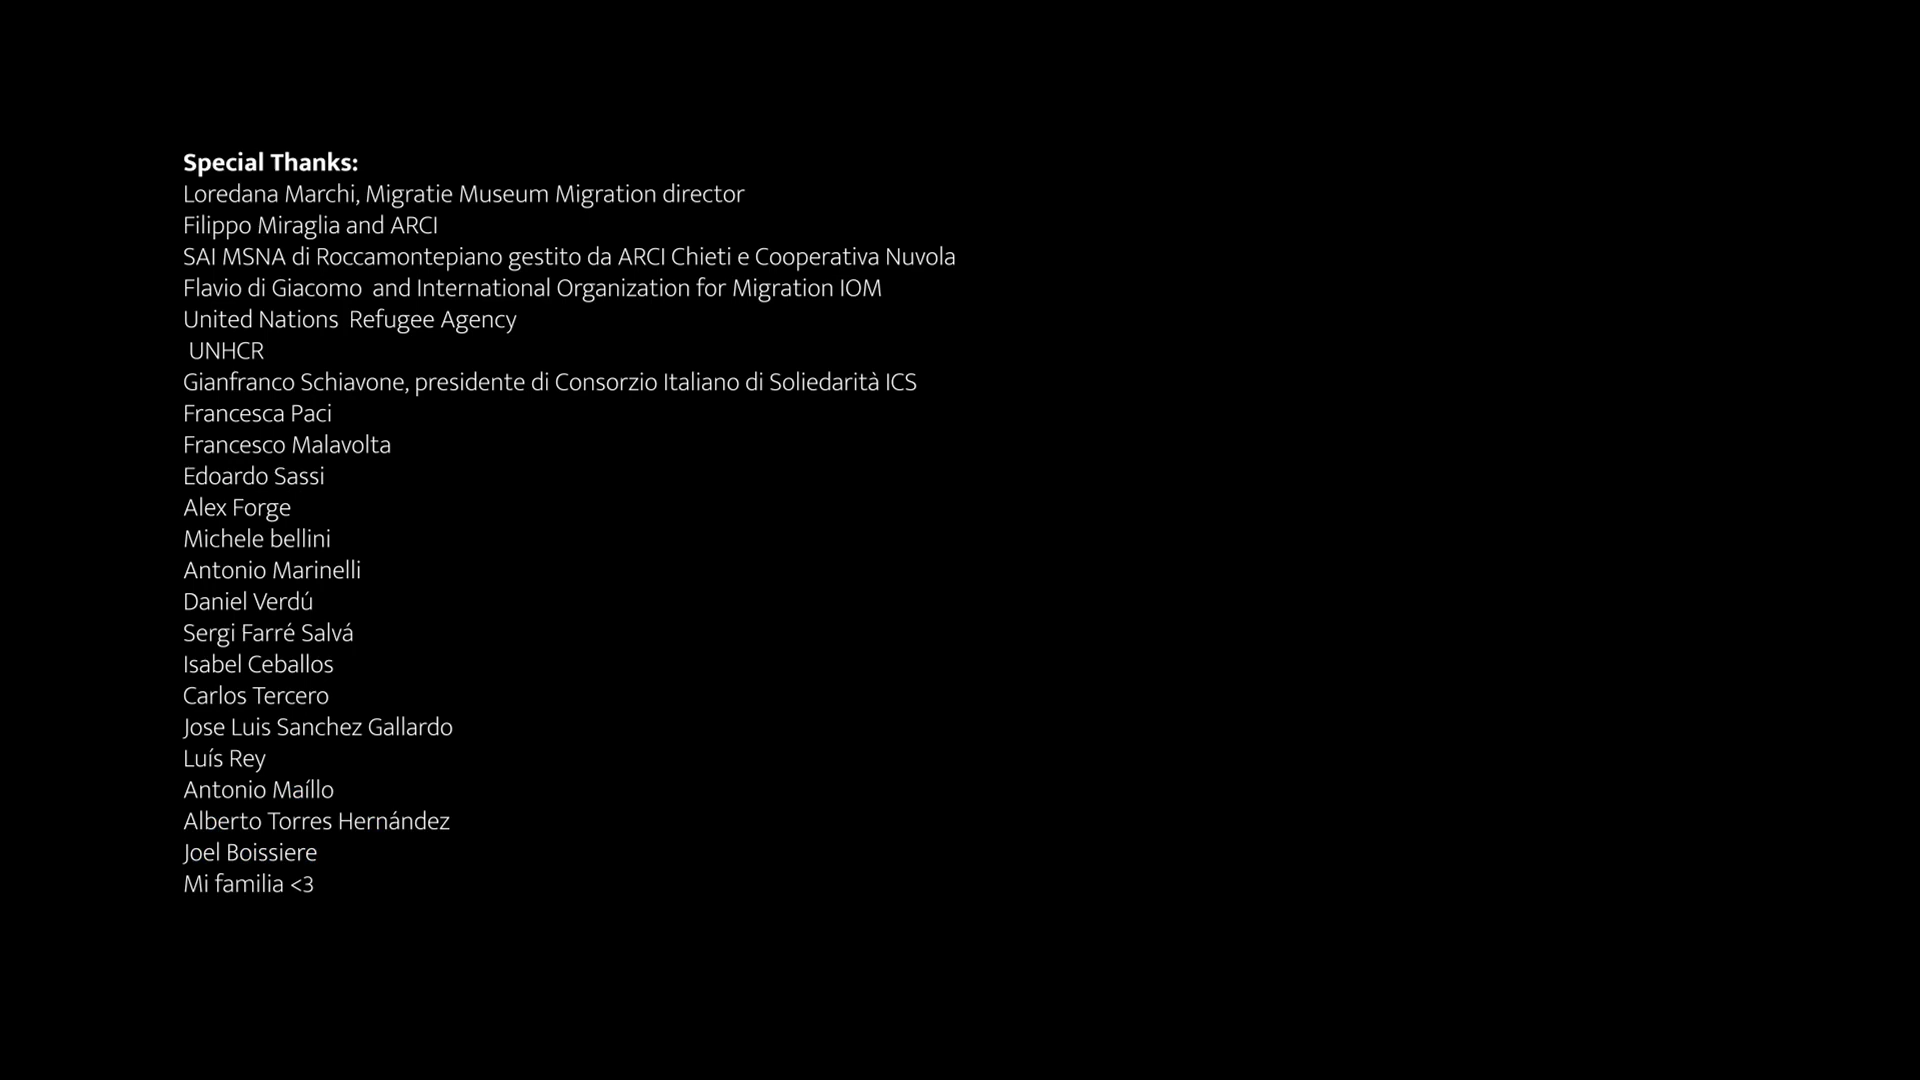 Special Thanks:
Loredana Marchi, Migratie Museum Migration director
Filippo Miraglia and ARCI
SAI MSNA di Roccamontepiano gestito da ARCI Chieti e Cooperativa Nuvola
Flavio di Giacomo  and International Organization for Migration IOM
United Nations  Refugee Agency
UNHCR
Gianfranco Schiavone, presidente di Consorzio Italiano di Soliedarità ICS
Francesca Paci
Francesco Malavolta
Edoardo Sassi
Alex Forge
Michele bellini
Antonio Marinelli
Daniel Verdú
Sergi Farré Salvá
Isabel Ceballos
Carlos Tercero
Jose Luis Sanchez Gallardo
Luís Rey
Antonio Maíllo
Alberto Torres Hernández
Joel Boissiere
Mi familia <3